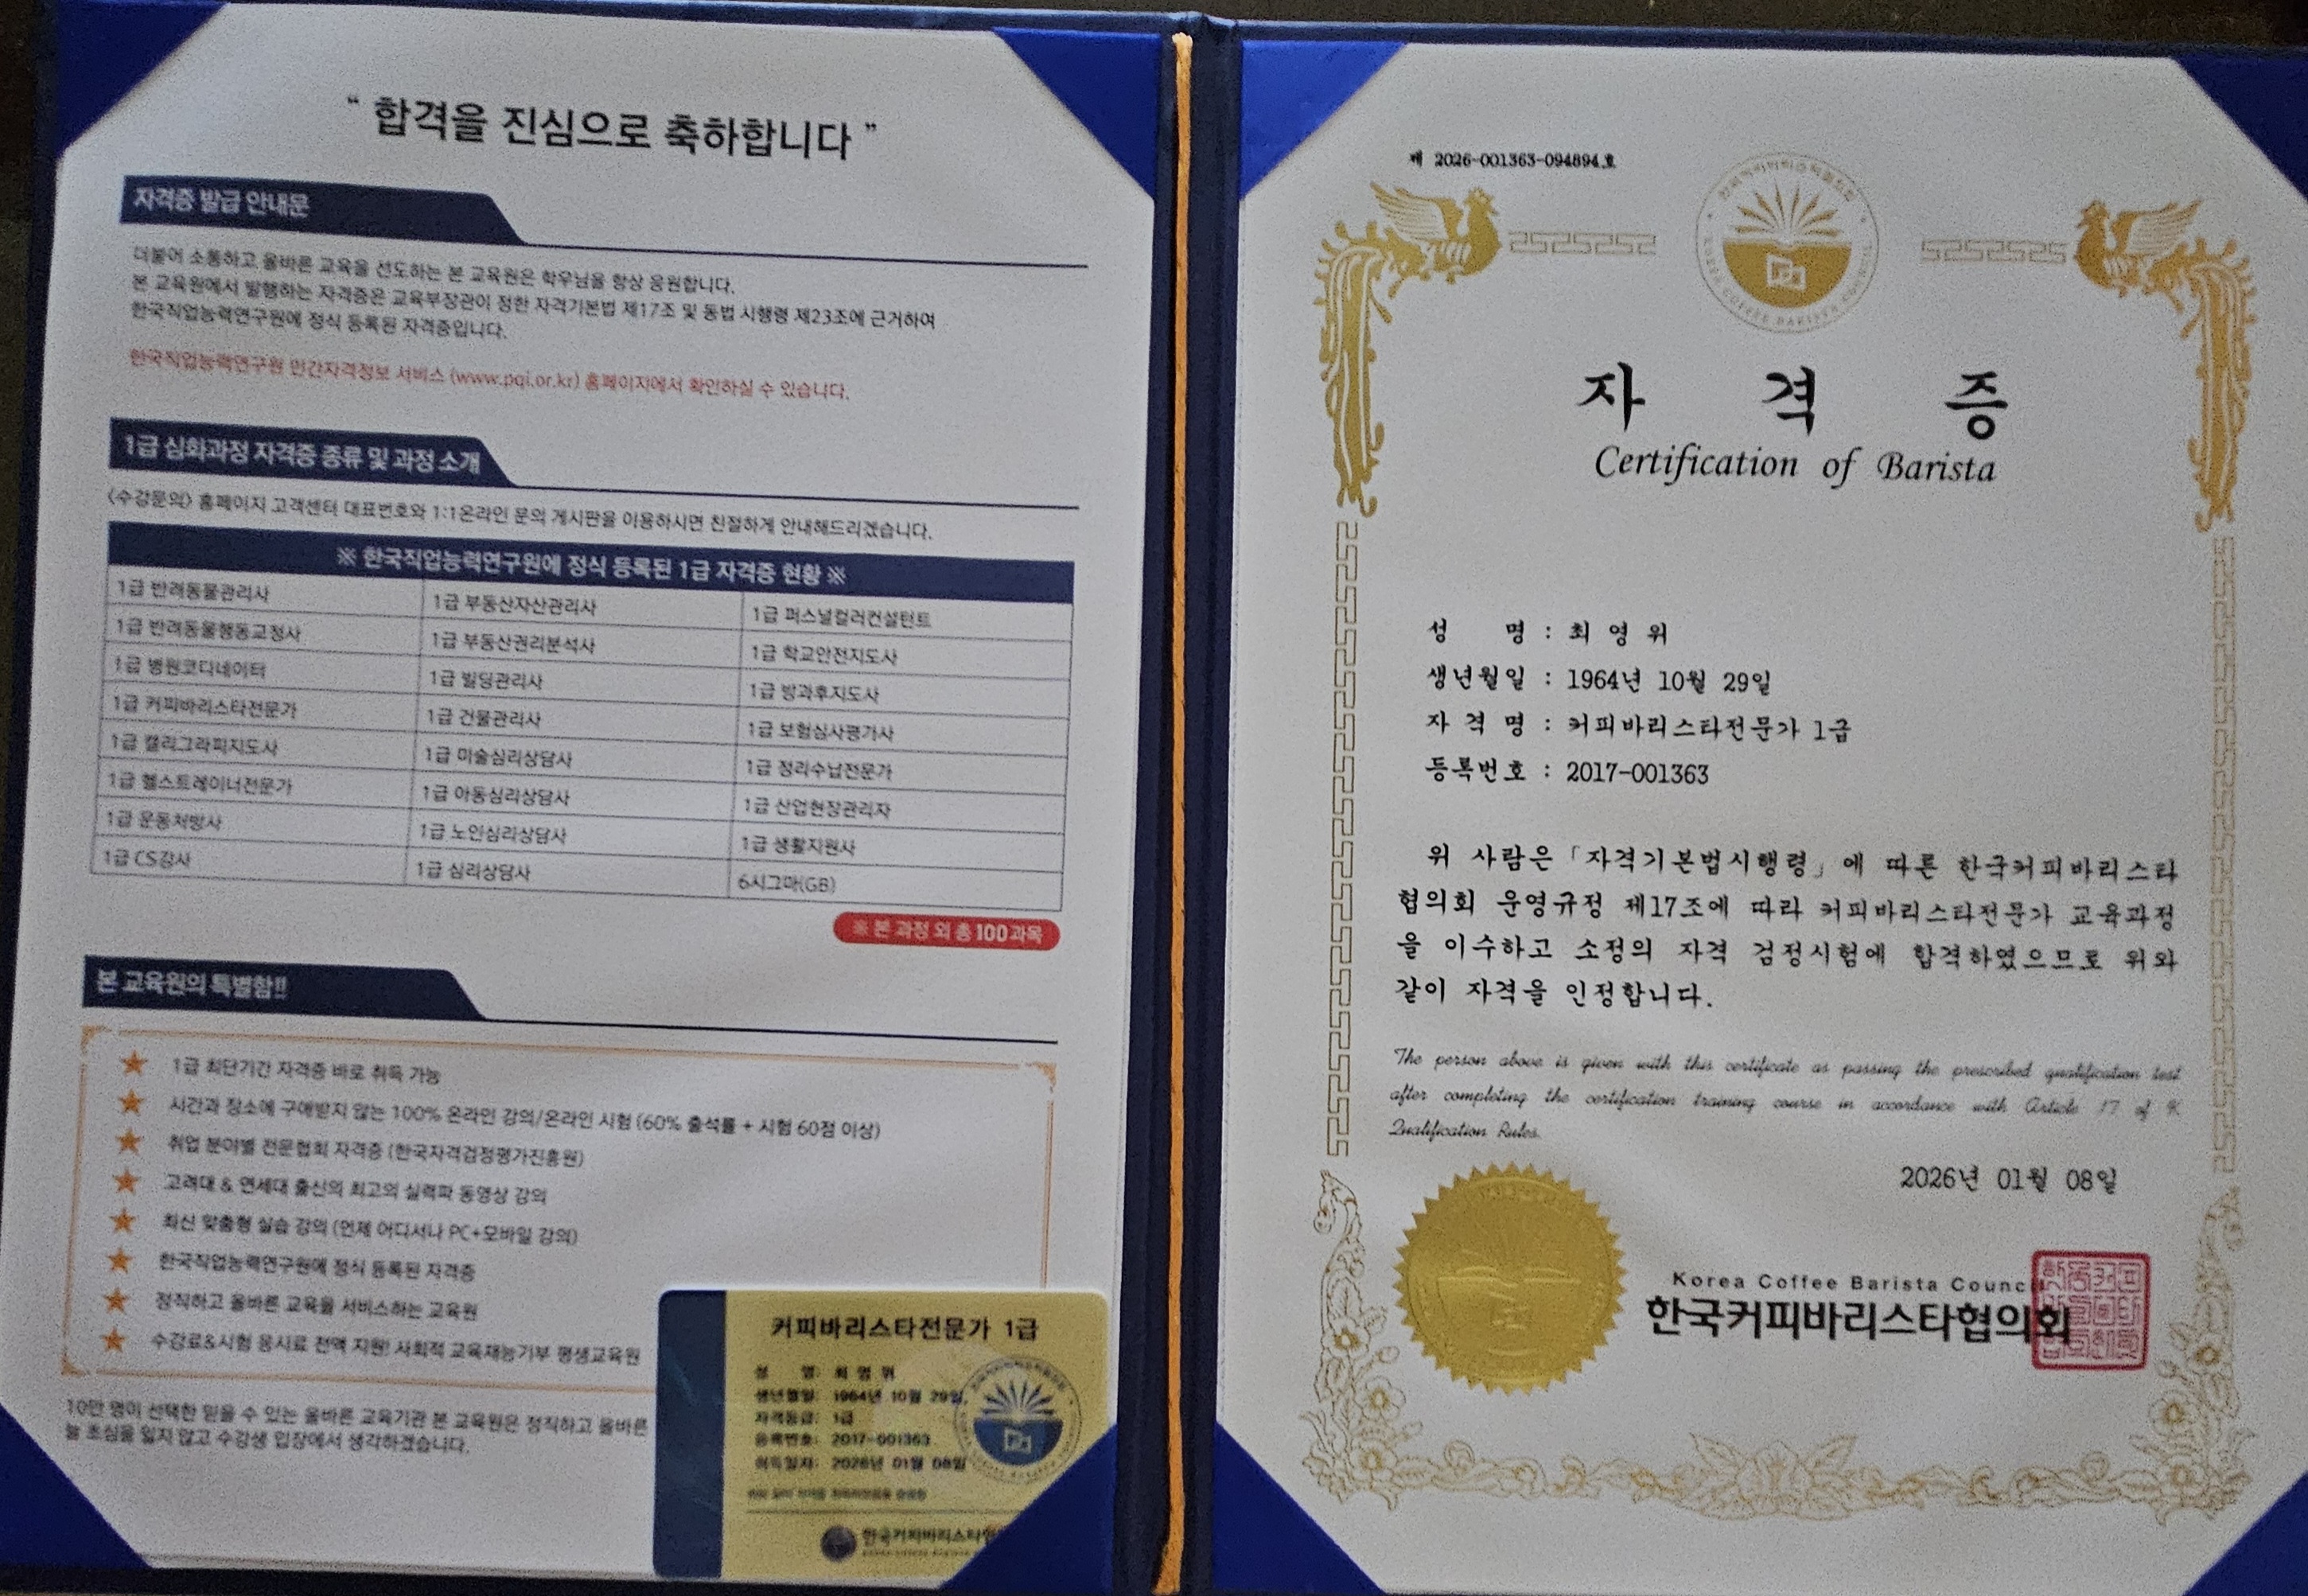 “ 합격을 진심으로 축하합니다 ”
자격증 발급 안내문
더불어 소통하고 올바른 교육을 선도하는 본 교육원은 학우님을 항상 응원합니다.
본 교육원에서 발행하는 자격증은 교육부장관이 정한 자격기본법 제17조 및 동법 시행령 제23조에 근거하여
한국직업능력연구원에 정식 등록된 자격증입니다.
한국직업능력연구원 민간자격정보 서비스 (www.pqi.or.kr) 홈페이지에서 확인하실 수 있습니다.
1급 심화과정 자격증 종류 및 과정 소개
<수강문의> 홈페이지 고객센터 대표번호와 1:1온라인 문의 게시판을 이용하시면 친절하게 안내해드리겠습니다.
※ 한국직업능력연구원에 정식 등록된 1급 자격증 현황 ※
1급 반려동물관리사 1급 부동산자산관리사 1급 퍼스널컬러컨설턴트
1급 반려동물행동교정사 1급 부동산권리분석사 1급 학교안전지도사
1급 병원코디네이터 1급 빌딩관리사 1급 방과후지도사
1급 커피바리스타전문가 1급 건물관리사 1급 보험심사평가사
1급 캘리그라피지도사 1급 미술심리상담사 1급 정리수납전문가
1급 헬스트레이너전문가 1급 아동심리상담사 1급 산업현장관리자
1급 운동처방사 1급 노인심리상담사 1급 생활지원사
1급 CS강사 1급 심리상담사 6시그마(GB)
※ 본 과정 외 총 100과목
본 교육원의 특별함!!
1급 최단기간 자격증 바로 취득 가능
시간과 장소에 구애받지 않는 100% 온라인 강의/온라인 시험 (60% 출석률 + 시험 60점 이상)
취업 분야별 전문협회 자격증 (한국자격검정평가진흥원)
고려대 & 연세대 출신의 최고의 실력파 동영상 강의
최신 맞춤형 실습 강의 (언제 어디서나 PC+모바일 강의)
한국직업능력연구원에 정식 등록된 자격증
정직하고 올바른 교육을 서비스하는 교육원
수강료&시험 응시료 전액 지원! 사회적 교육재능기부 평생교육원
10만 명이 선택한 믿을 수 있는 올바른 교육기관 본 교육원은 정직하고 올바른
늘 초심을 잃지 않고 수강생 입장에서 생각하겠습니다.
커피바리스타전문가 1급
성 명: 최 영 위
생년월일: 1964년 10월 29일
자격등급: 1급
등록번호: 2017-001363
취득일자: 2026년 01월 08일
한국커피바리스타협
제 2026-001363-094894호
KOREA COFFEE BARISTA COUNCIL
자 격 증
Certification of Barista
성 명 : 최 영 위
생년월일 : 1964년 10월 29일
자 격 명 : 커피바리스타전문가 1급
등록번호 : 2017-001363
위 사람은 「자격기본법시행령」에 따른 한국커피바리스타
협의회 운영규정 제17조에 따라 커피바리스타전문가 교육과정
을 이수하고 소정의 자격 검정시험에 합격하였으므로 위와
같이 자격을 인정합니다.
The person above is given with this certificate as passing the prescribed qualification test
after completing the certification training course in accordance with Article 17 of K
Qualification Rules.
2026년 01월 08일
Korea Coffee Barista Council
한국커피바리스타협의회